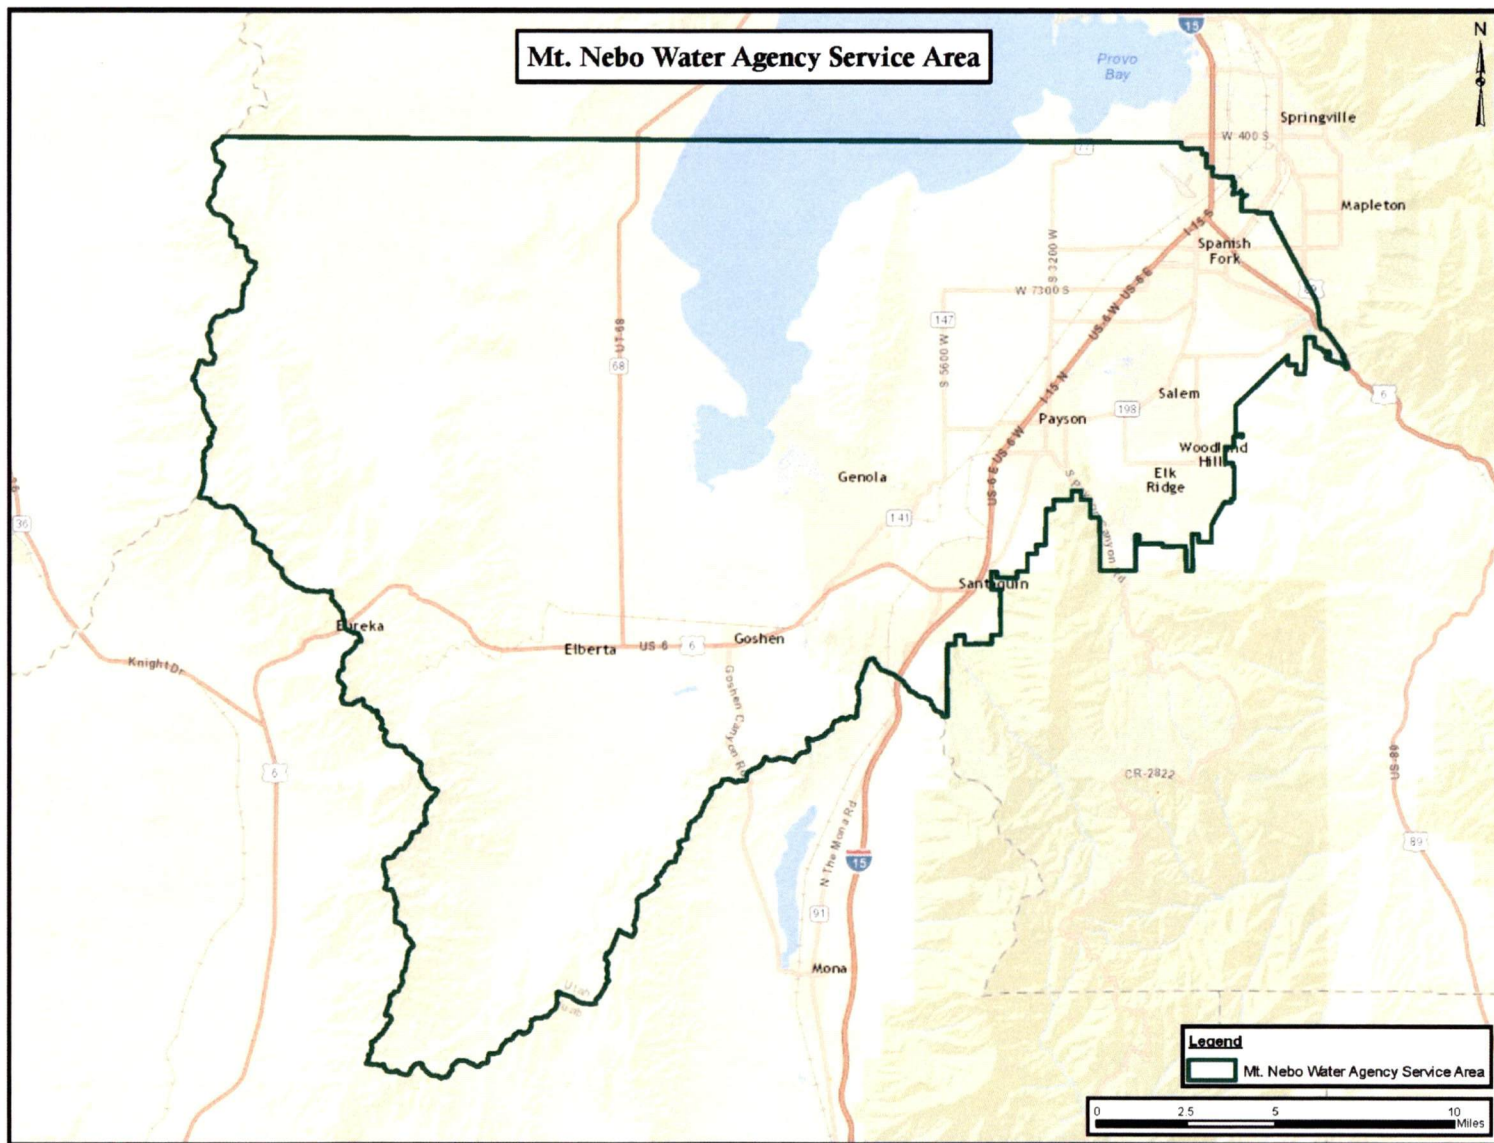 Mt. Nebo Water Agency Service Area
N
15
Provo
Bay
Springville
W 400 S
77
Mapleton
I-15 S
Spanish
Fork
S 3200 W
W 7300 S
US-6 W US-6 E
147
UT-68
68
S 5600 W
I-15 N
6
Salem
198
Payson
Woodland
Hill
Elk
Ridge
Genola
US-6 E US-6 W
141
36
Santaquin
Eureka
Elberta
US 6
6
Goshen
Knight Dr
Goshen Canyon Rd
6
CR-2822
US-89
89
N The Mona Rd
15
91
Mona
Utah
Legend
Mt. Nebo Water Agency Service Area
0 2.5 5 10
Miles